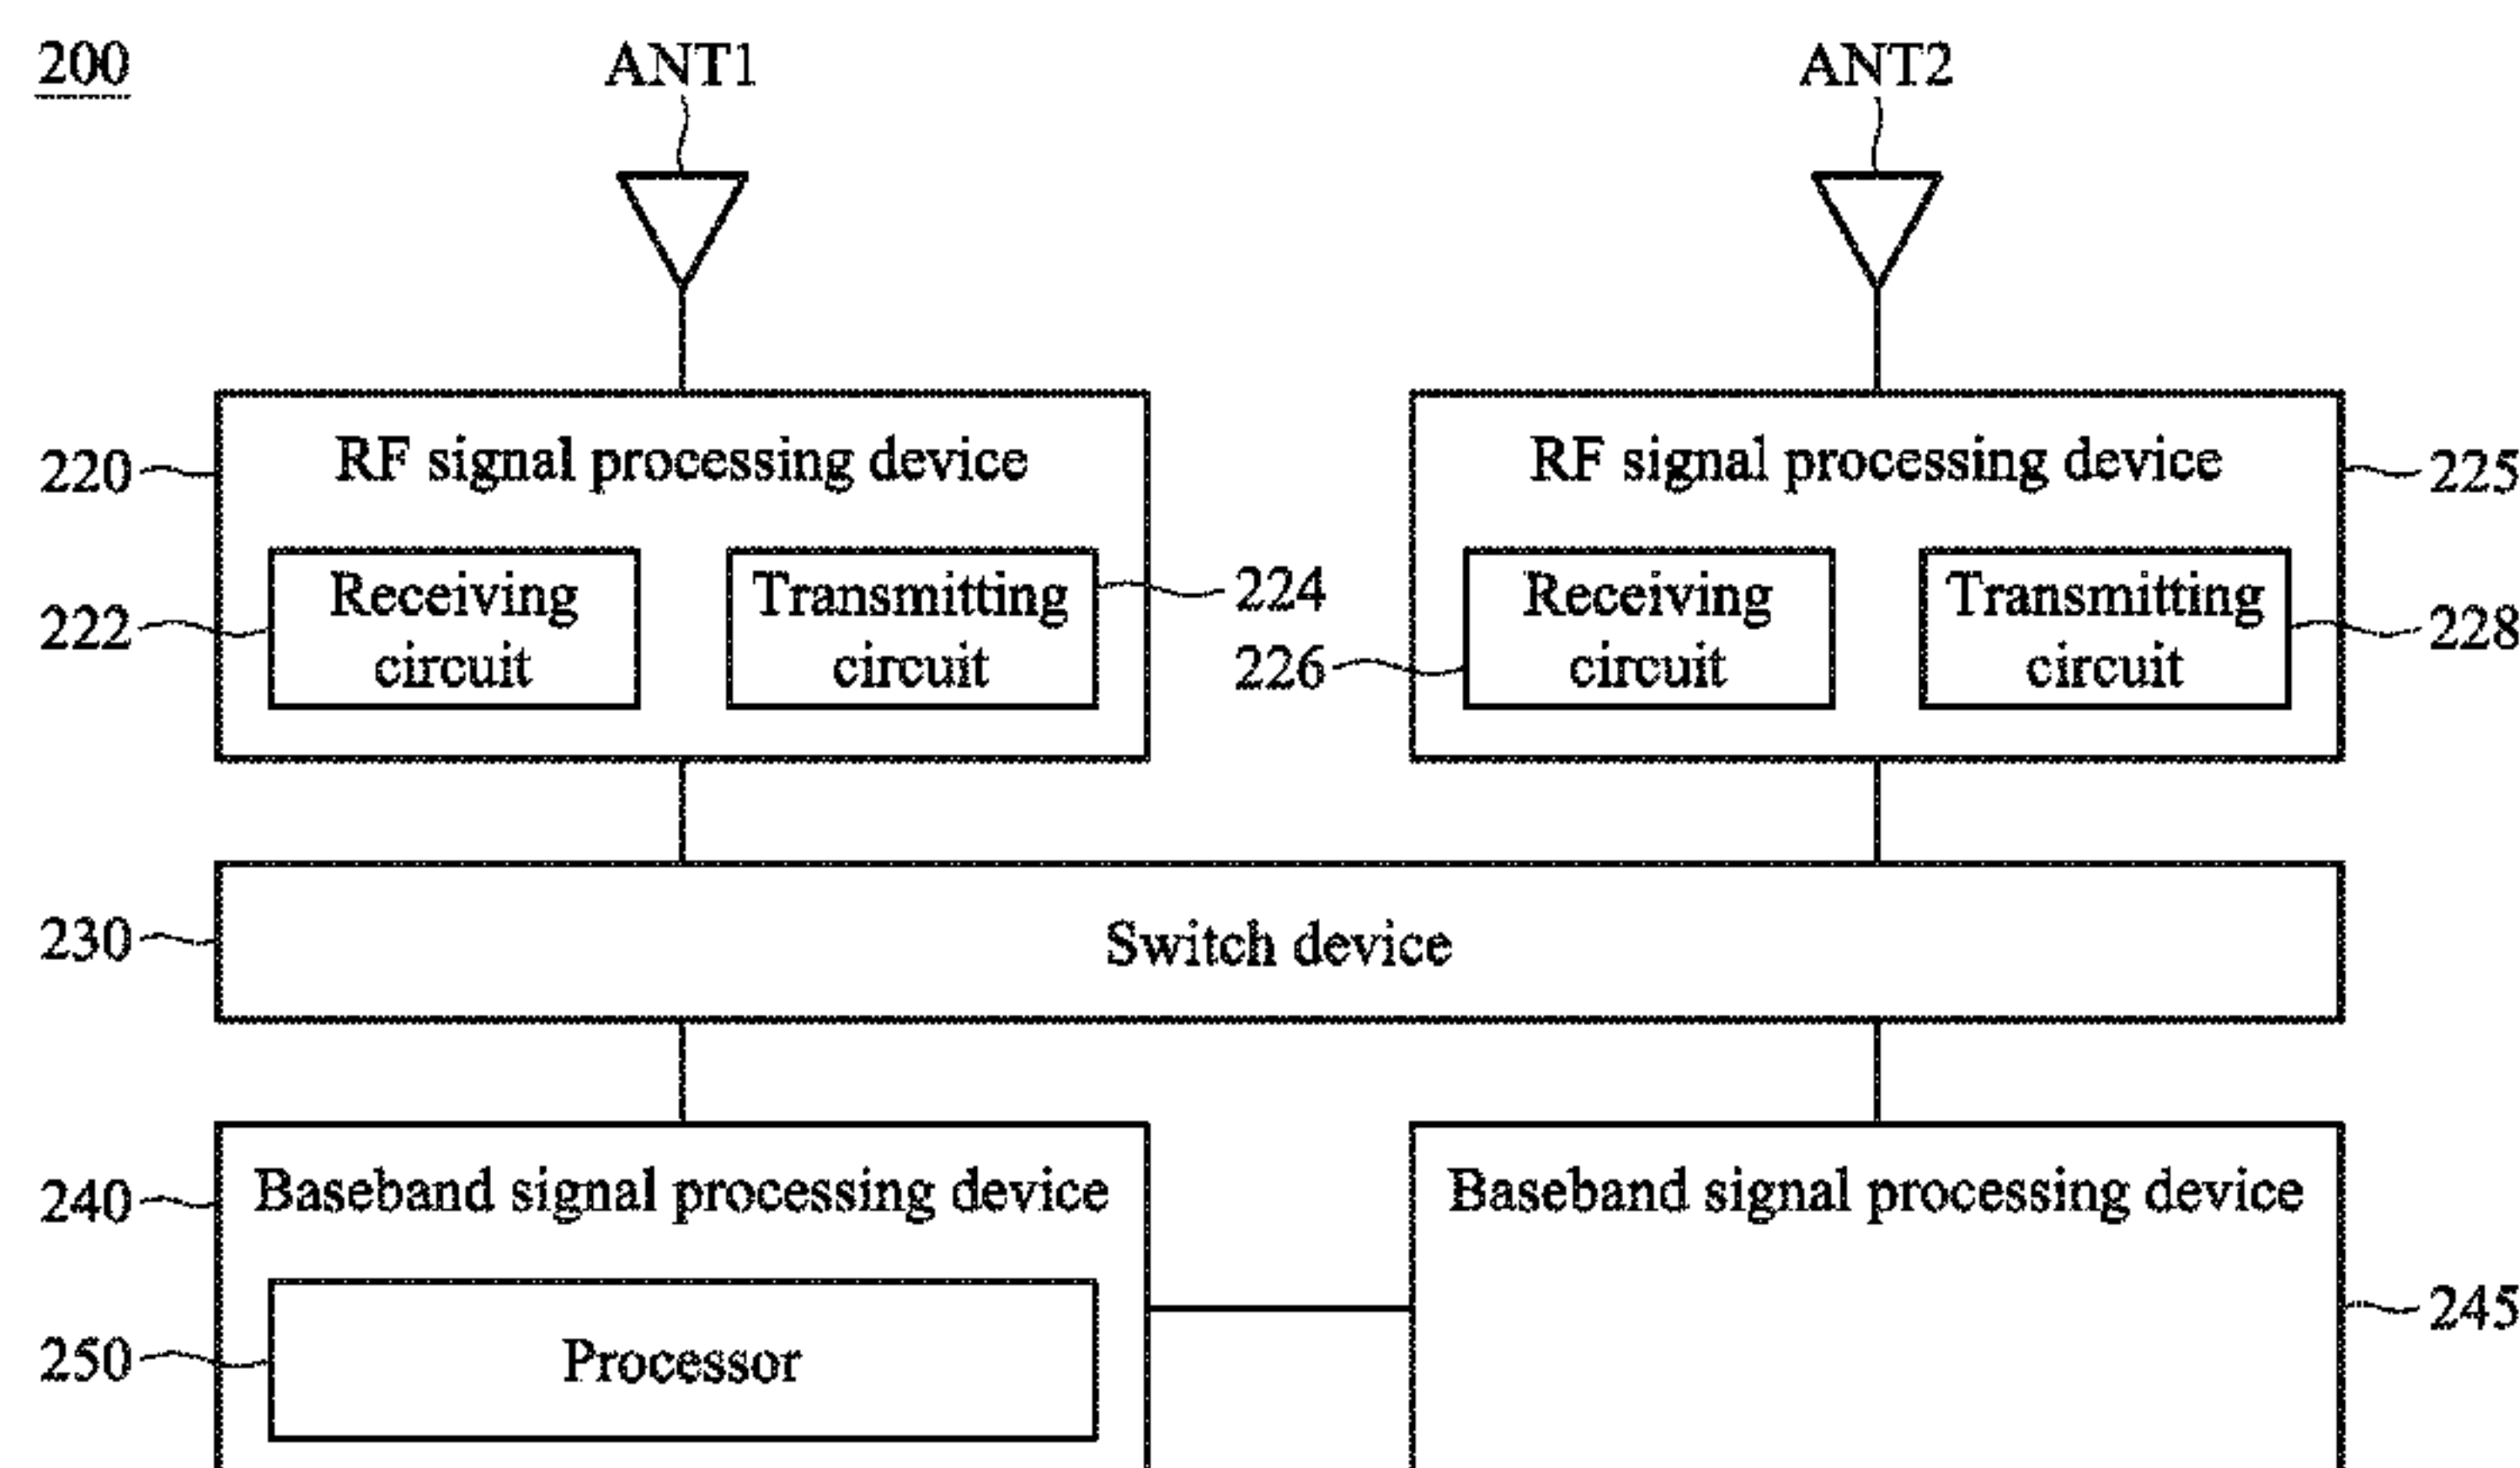 200
ANT1
ANT2
220
RF signal processing device
RF signal processing device
225
222
Receiving
circuit
Transmitting
circuit
224
226
Receiving
circuit
Transmitting
circuit
228
230
Switch device
240
Baseband signal processing device
Baseband signal processing device
245
250
Processor